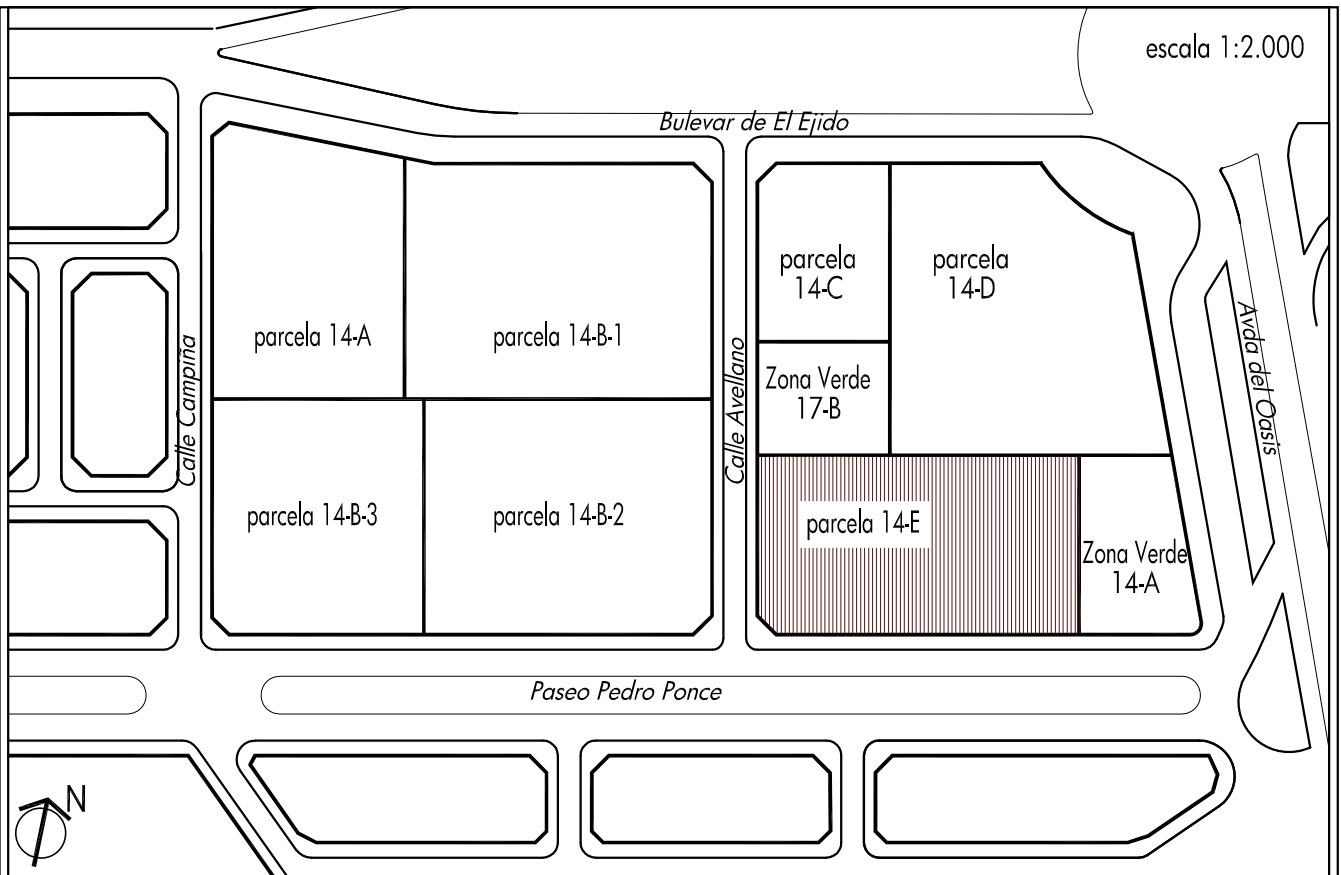 escala 1:2.000
Bulevar de El Ejido
parcela
14-C
parcela
14-D
parcela 14-A
parcela 14-B-1
Calle Campiña
Calle Avellano
Zona Verde
17-B
Avda del Oasis
parcela 14-B-3
parcela 14-B-2
parcela 14-E
Zona Verde
14-A
Paseo Pedro Ponce
N